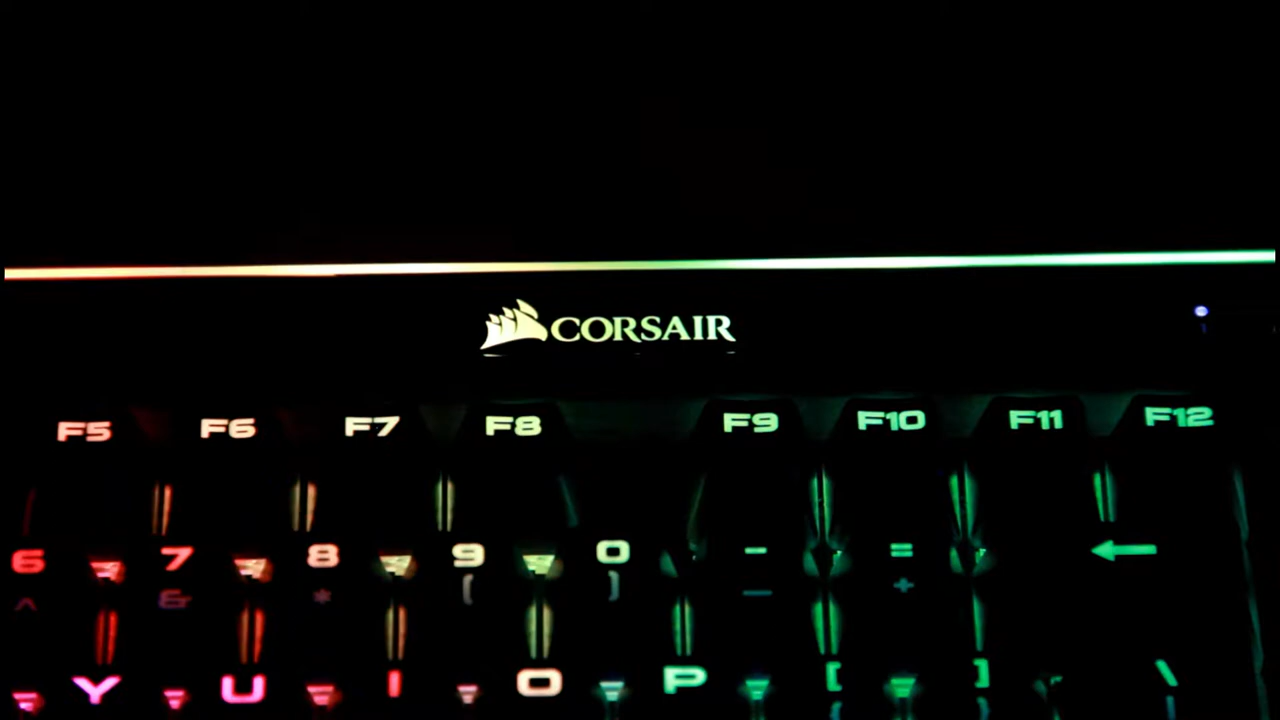 CORSAIR
F5 F6 F7 F8 F9 F10 F11 F12
6 7 8 9 0 - =
^ & * ( ) _ +
Y U I O P [ ] \